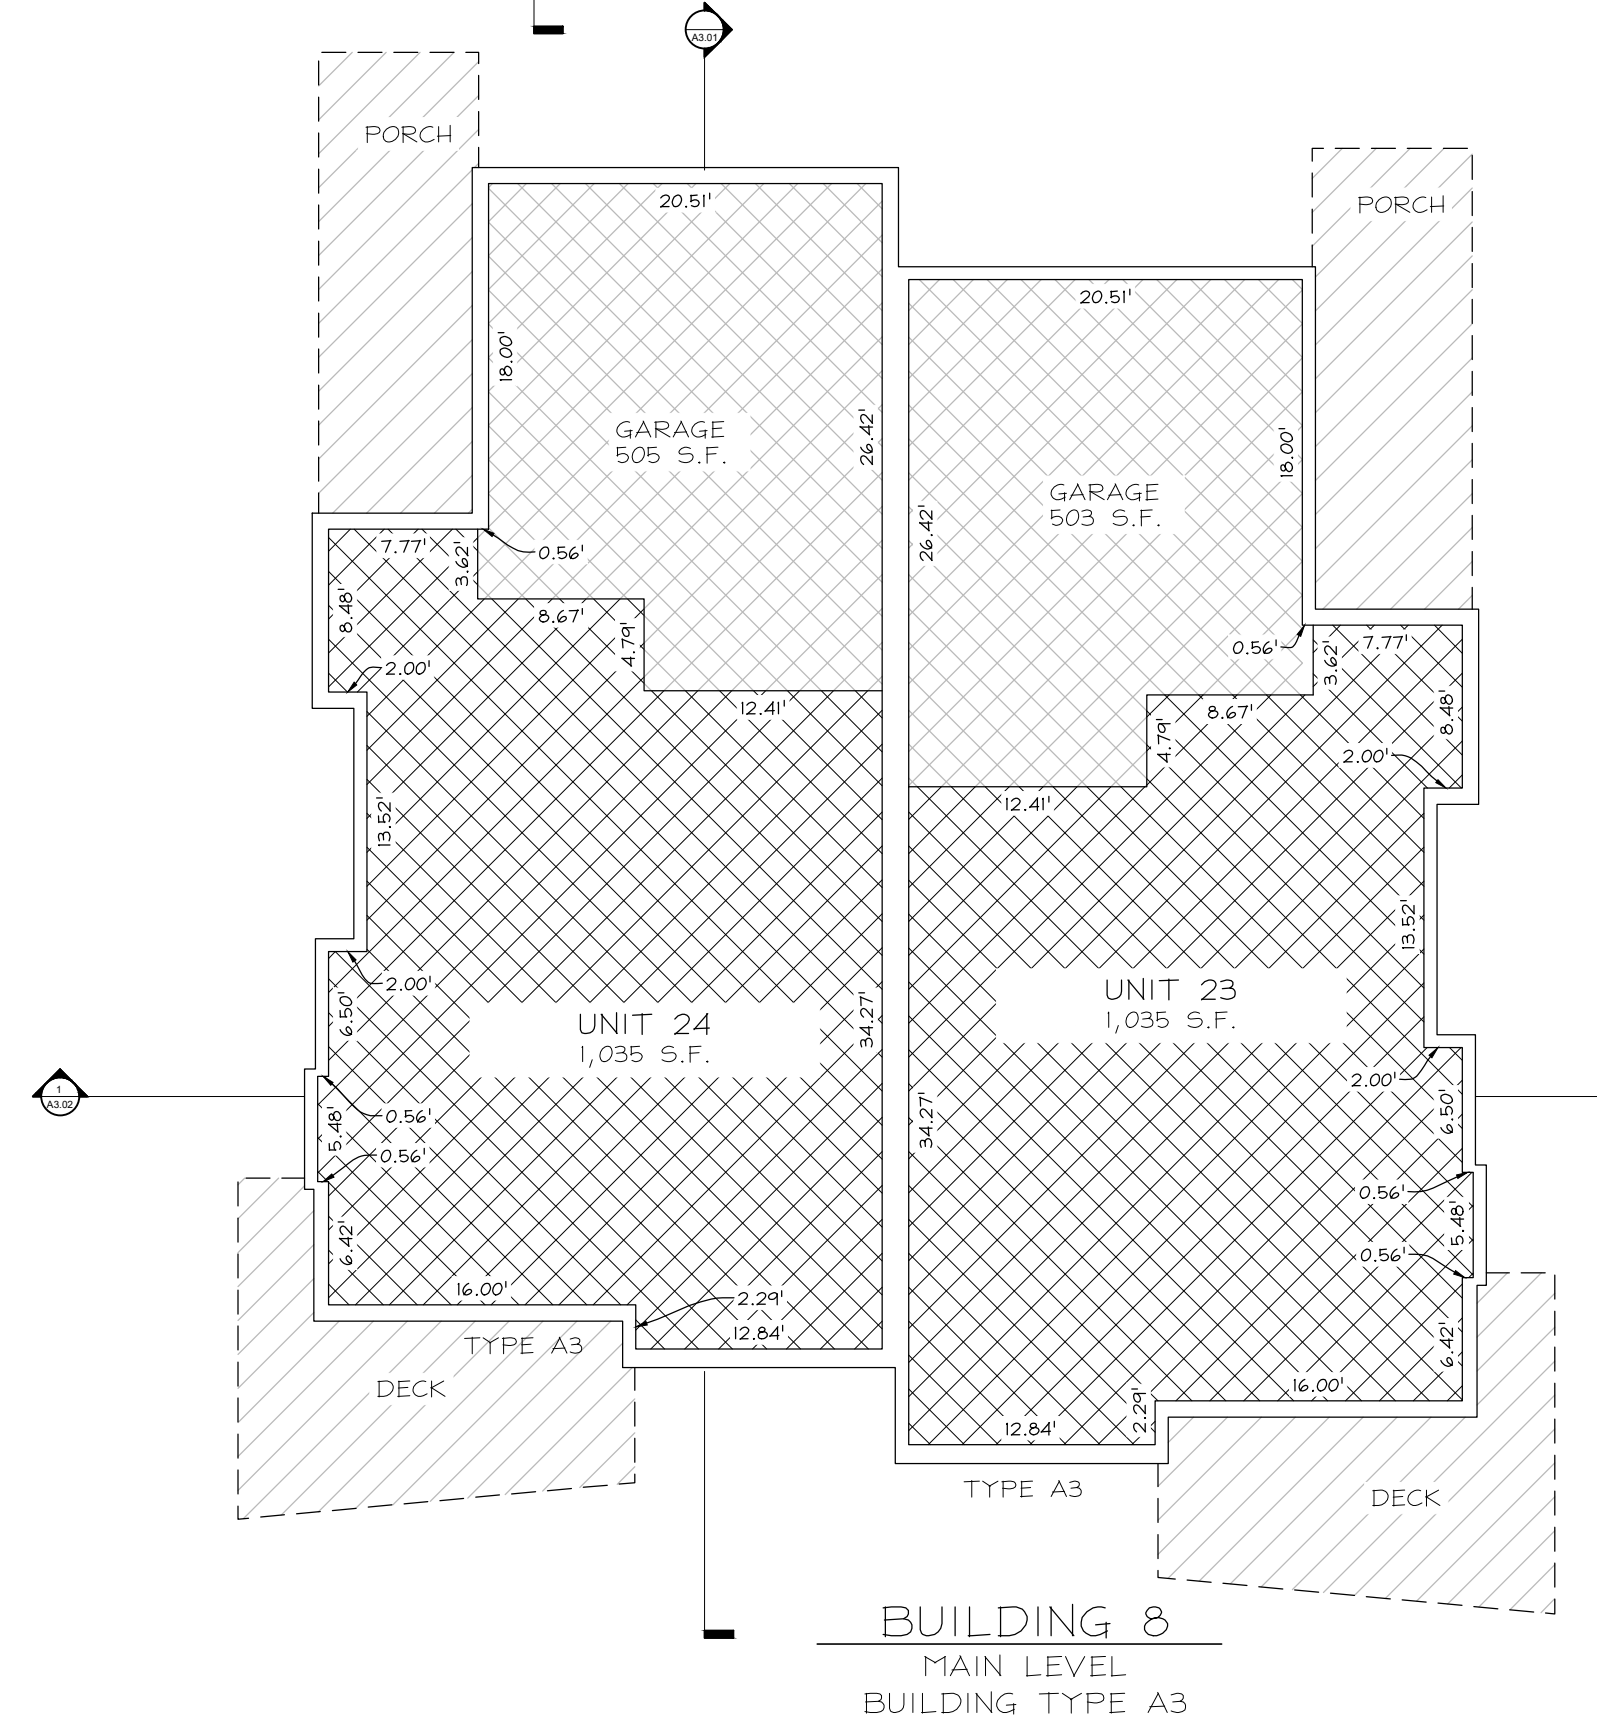 A3.01
PORCH
PORCH
20.51'
20.51'
18.00'
GARAGE
505 S.F.
26.42'
18.00'
GARAGE
503 S.F.
26.42'
7.77'
3.62'
0.56'
8.48'
8.67'
4.79'
2.00'
12.41'
0.56'
7.77'
3.62'
8.67'
8.48'
4.79'
2.00'
12.41'
13.52'
13.52'
2.00'
6.50'
UNIT 24
1,035 S.F.
34.27'
UNIT 23
1,035 S.F.
2.00'
1
A3.02
0.56'
5.48'
0.56'
34.27'
6.50'
0.56'
5.48'
0.56'
6.42'
16.00'
2.29'
12.84'
TYPE A3
DECK
6.42'
16.00'
2.29'
12.84'
TYPE A3
DECK
BUILDING 8
MAIN LEVEL
BUILDING TYPE A3